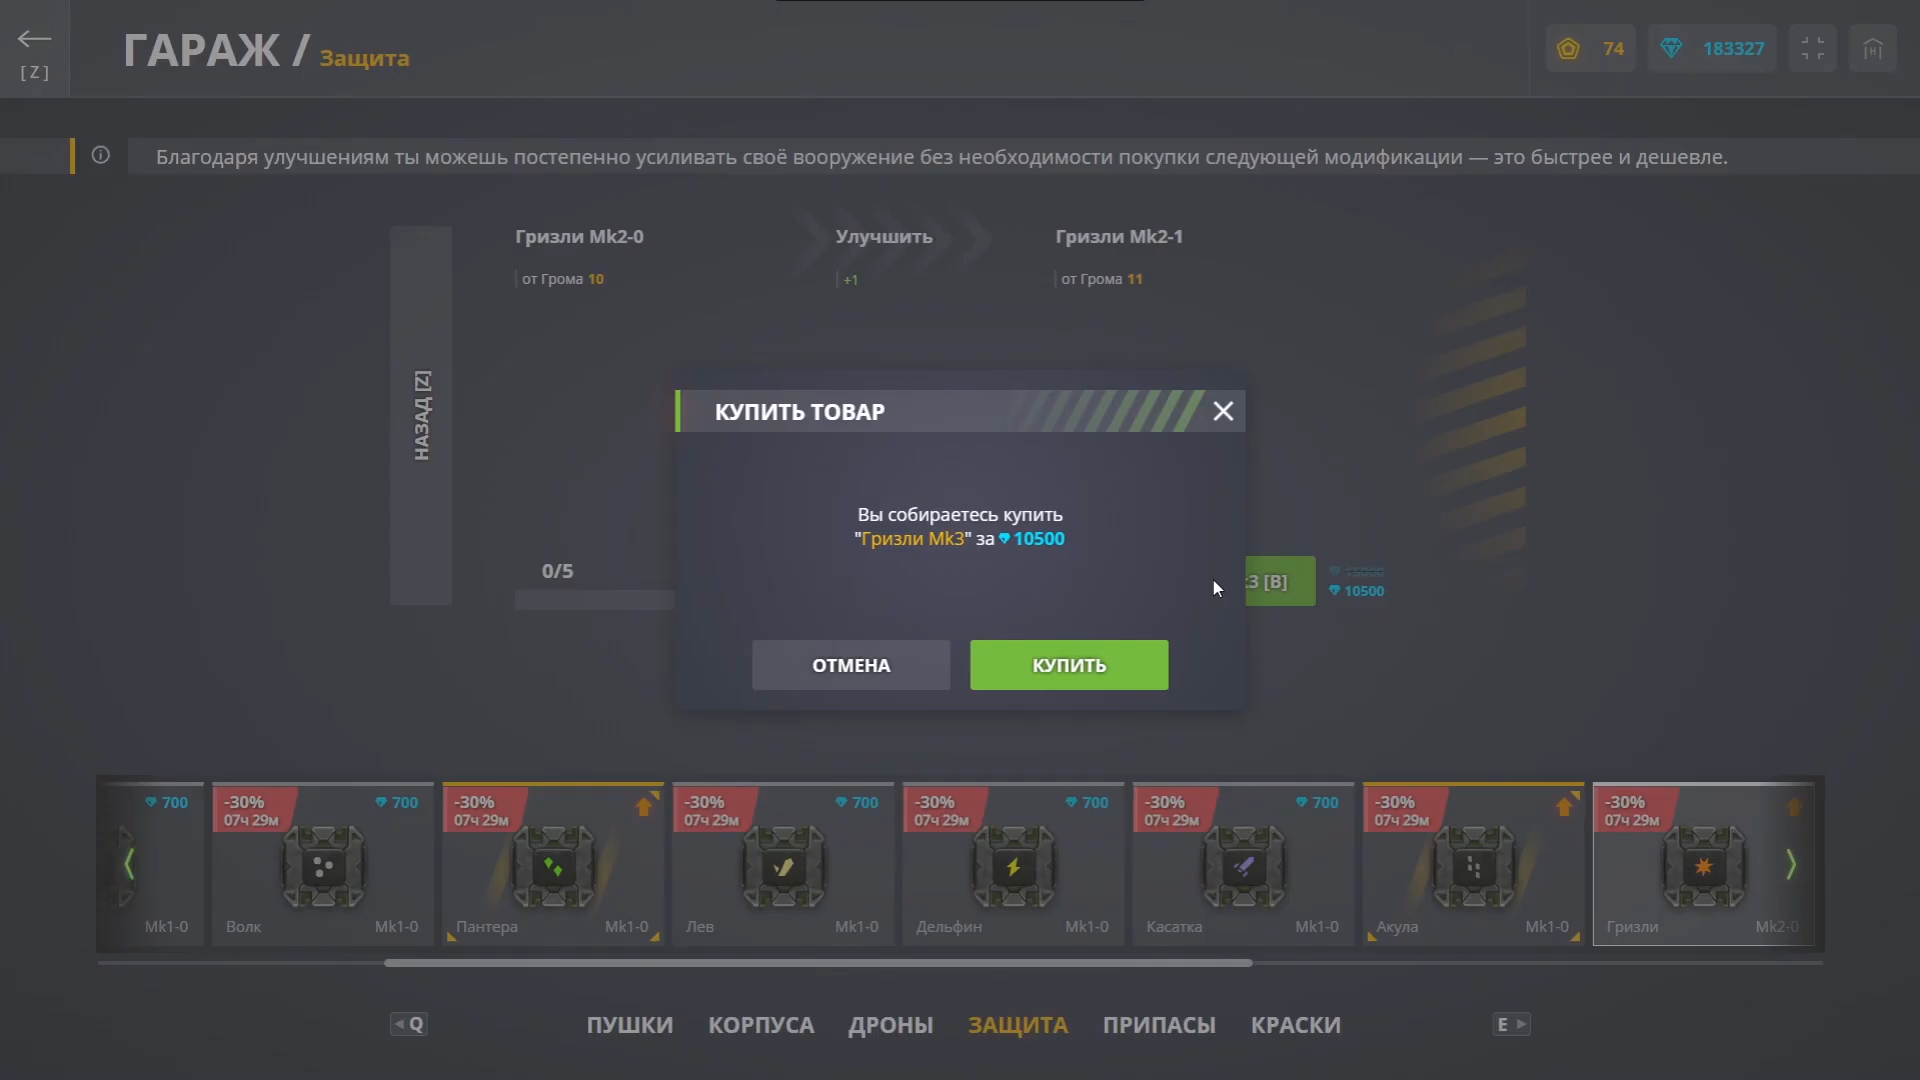 [Z]
ГАРАЖ / Защита
74
183327
Благодаря улучшениям ты можешь постепенно усиливать своё вооружение без необходимости покупки следующей модификации — это быстрее и дешевле.
НАЗАД [Z]
Гризли Mk2-0
от Грома 10
Улучшить
+1
Гризли Mk2-1
от Грома 11
КУПИТЬ ТОВАР
Вы собираетесь купить
"Гризли Mk3" за 10500
ОТМЕНА
КУПИТЬ
0/5
[B]
15000
10500
700
Mk1-0
-30%
07ч 29м
700
Волк
Mk1-0
-30%
07ч 29м
Пантера
Mk1-0
-30%
07ч 29м
700
Лев
Mk1-0
-30%
07ч 29м
700
Дельфин
Mk1-0
-30%
07ч 29м
700
Касатка
Mk1-0
-30%
07ч 29м
Акула
Mk1-0
-30%
07ч 29м
Гризли
Mk2-0
Q
ПУШКИ
КОРПУСА
ДРОНЫ
ЗАЩИТА
ПРИПАСЫ
КРАСКИ
E